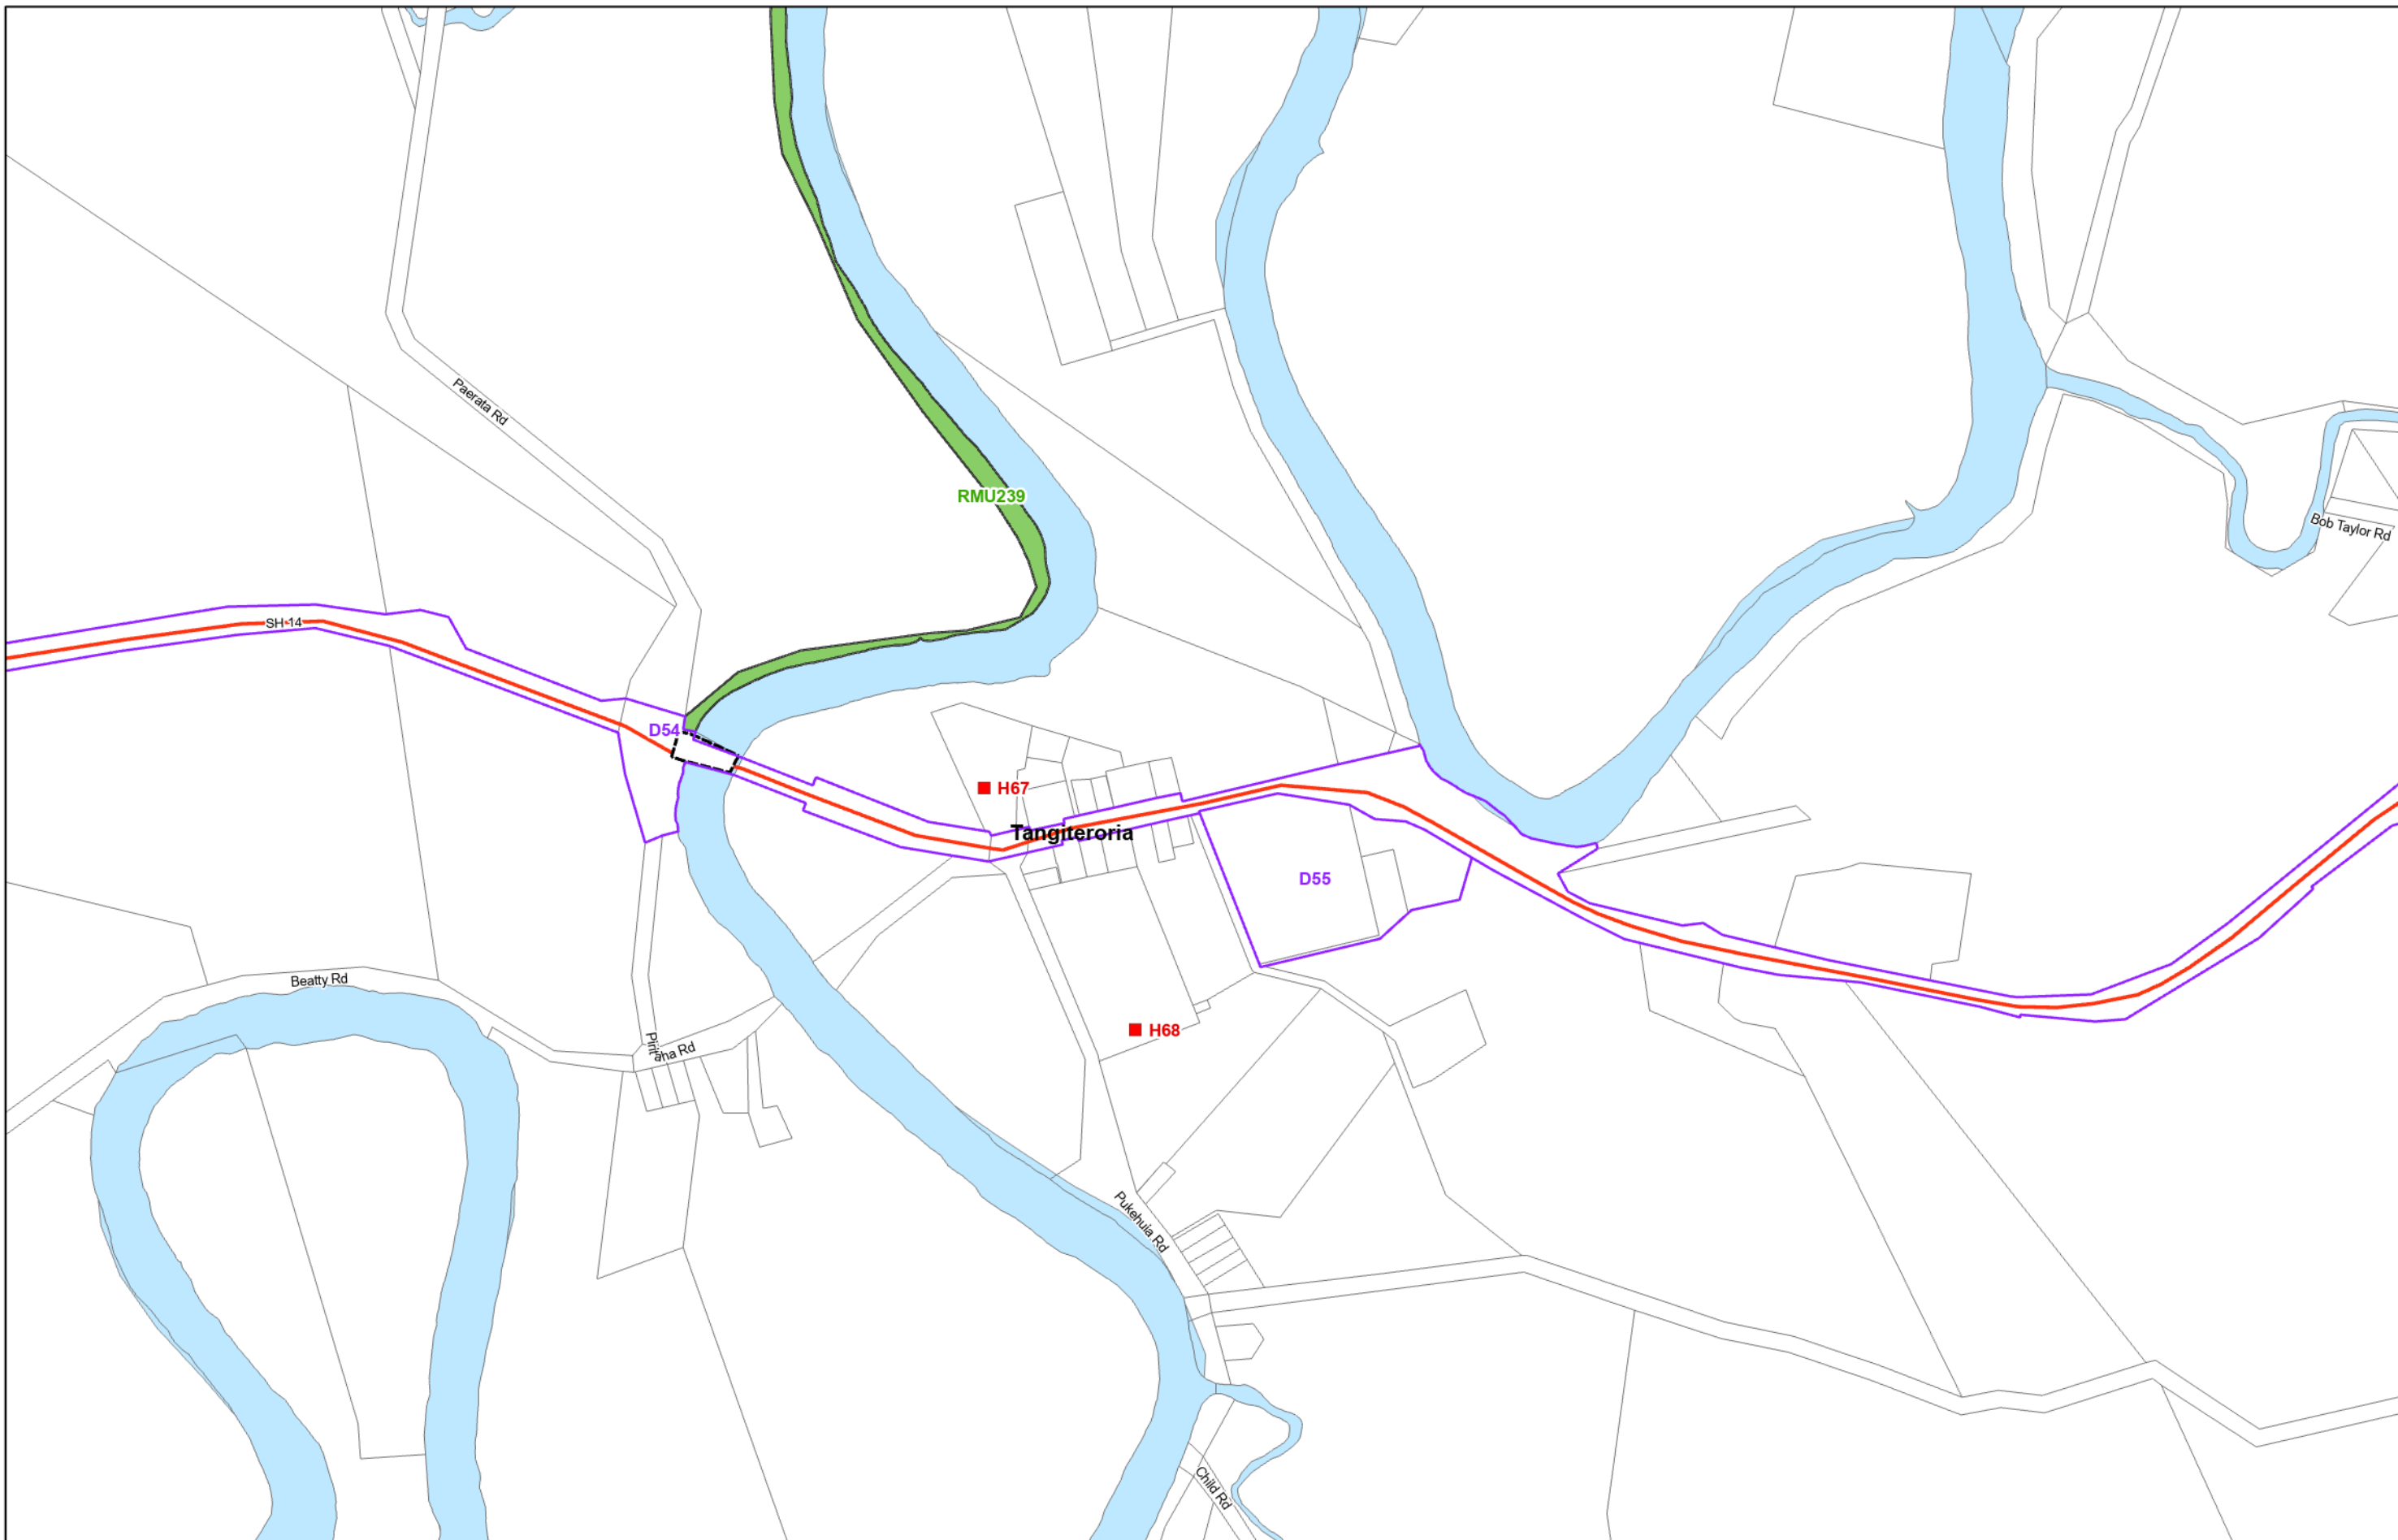 Paerata Rd
RMU239
Bob Taylor Rd
SH-14
D54
H67
Tangiteroria
D55
Beatty Rd
H68
Pukehuia Rd
Child Rd